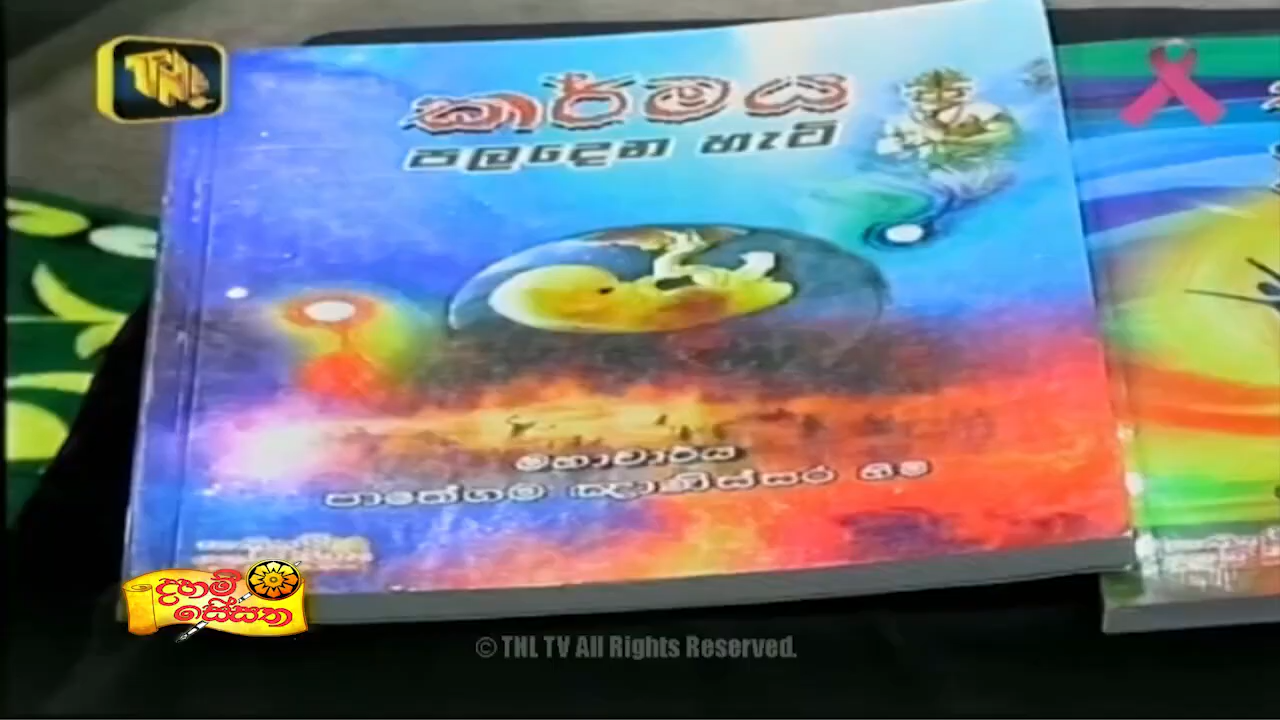 TNL
කර්මය
පලදෙන හැටි
මහාචාර්ය
පාතේගම ඤාණිස්සර හිමි
දහම්
සේසත
© TNL TV All Rights Reserved.